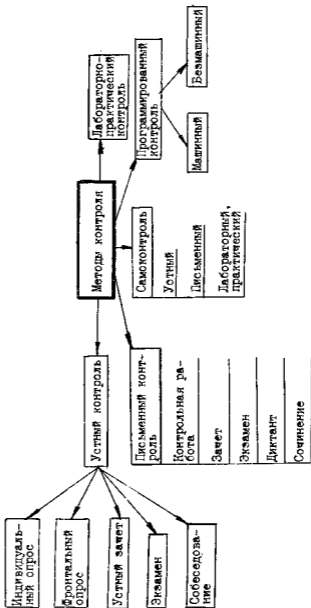 Методы контроля
Устный контроль
Индивидуаль-
ный опрос
Фронтальный
опрос
Устный зачет
Экзамен
Собеседова-
ние
Письменный конт-
роль
Контрольная ра-
бота
Зачет
Экзамен
Диктант
Сочинение
Самоконтроль
Устный
Письменный
Лабораторный,
практический
Программированный
контроль
Машинный
Безмашинный
Лабораторно-
практический
контроль